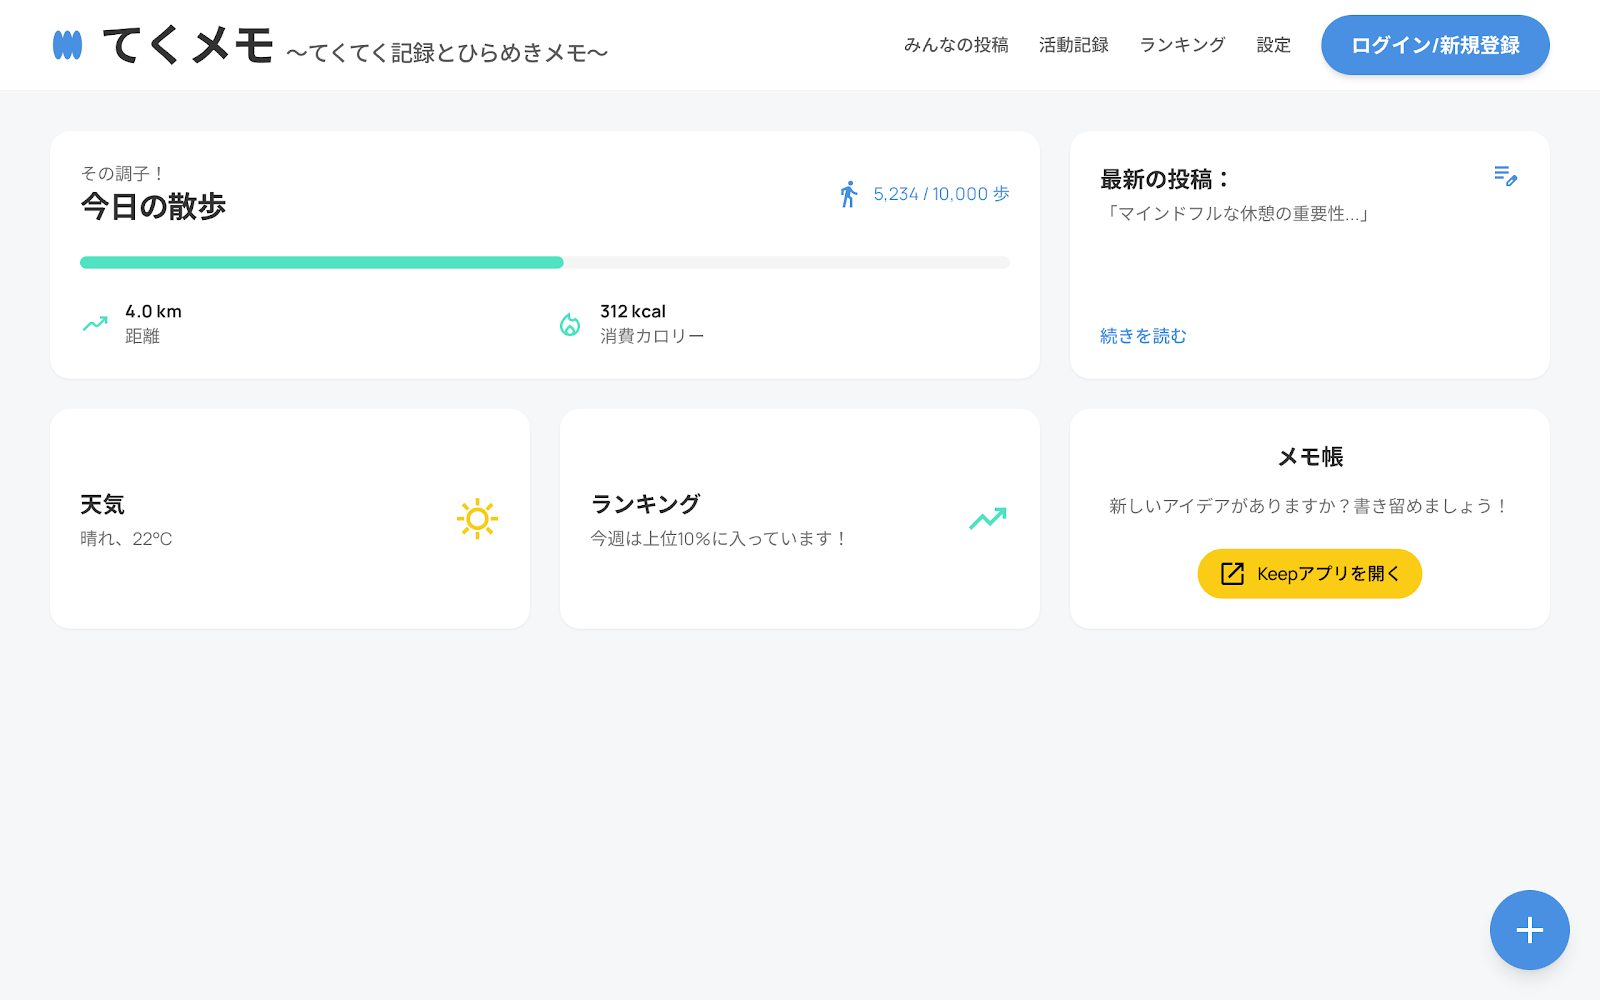 てくメモ ～てくてく記録とひらめきメモ～
みんなの投稿 活動記録 ランキング 設定 ログイン/新規登録
その調子！
今日の散歩
5,234 / 10,000 歩
4.0 km
距離
312 kcal
消費カロリー
最新の投稿：
「マインドフルな休憩の重要性...」
続きを読む
天気
晴れ、22°C
ランキング
今週は上位10%に入っています！
メモ帳
新しいアイデアがありますか？書き留めましょう！
Keepアプリを開く